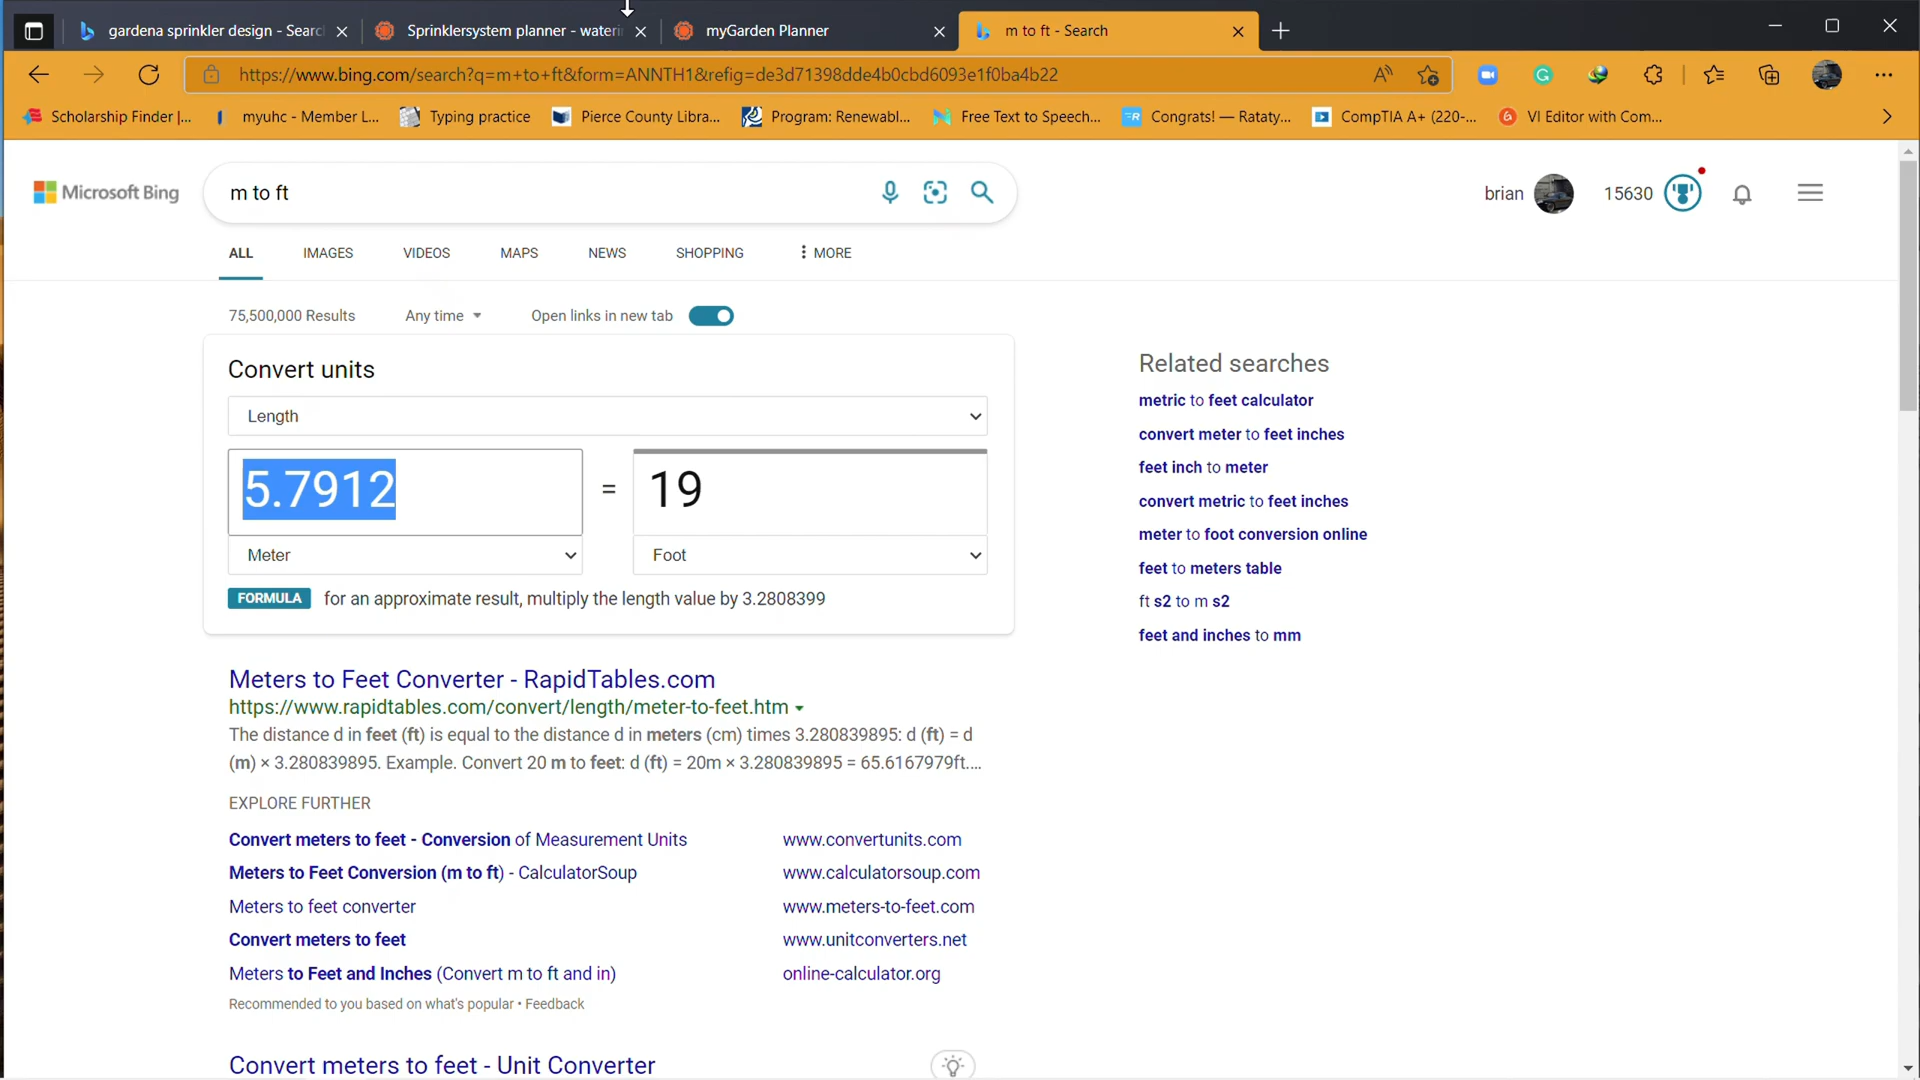 gardena sprinkler design - Searc
Sprinklersystem planner - waterin
myGarden Planner
m to ft - Search
https://www.bing.com/search?q=m+to+ft&form=ANNTH1&refig=de3d71398dde4b0cbd6093e1f0ba4b22
Scholarship Finder |...
myuhc - Member L...
Typing practice
Pierce County Libra...
Program: Renewabl...
Free Text to Speech...
Congrats! — Rataty...
CompTIA A+ (220-...
VI Editor with Com...
Microsoft Bing
m to ft
brian
15630
ALL
IMAGES
VIDEOS
MAPS
NEWS
SHOPPING
MORE
75,500,000 Results
Any time
Open links in new tab
Convert units
Length
5.7912 = 19
Meter
Foot
FORMULA for an approximate result, multiply the length value by 3.2808399
Related searches
metric to feet calculator
convert meter to feet inches
feet inch to meter
convert metric to feet inches
meter to foot conversion online
feet to meters table
ft s2 to m s2
feet and inches to mm
Meters to Feet Converter - RapidTables.com
https://www.rapidtables.com/convert/length/meter-to-feet.htm
The distance d in feet (ft) is equal to the distance d in meters (cm) times 3.280839895: d (ft) = d
(m) × 3.280839895. Example. Convert 20 m to feet: d (ft) = 20m × 3.280839895 = 65.6167979ft....
EXPLORE FURTHER
Convert meters to feet - Conversion of Measurement Units www.convertunits.com
Meters to Feet Conversion (m to ft) - CalculatorSoup www.calculatorsoup.com
Meters to feet converter www.meters-to-feet.com
Convert meters to feet www.unitconverters.net
Meters to Feet and Inches (Convert m to ft and in) online-calculator.org
Recommended to you based on what's popular • Feedback
Convert meters to feet - Unit Converter